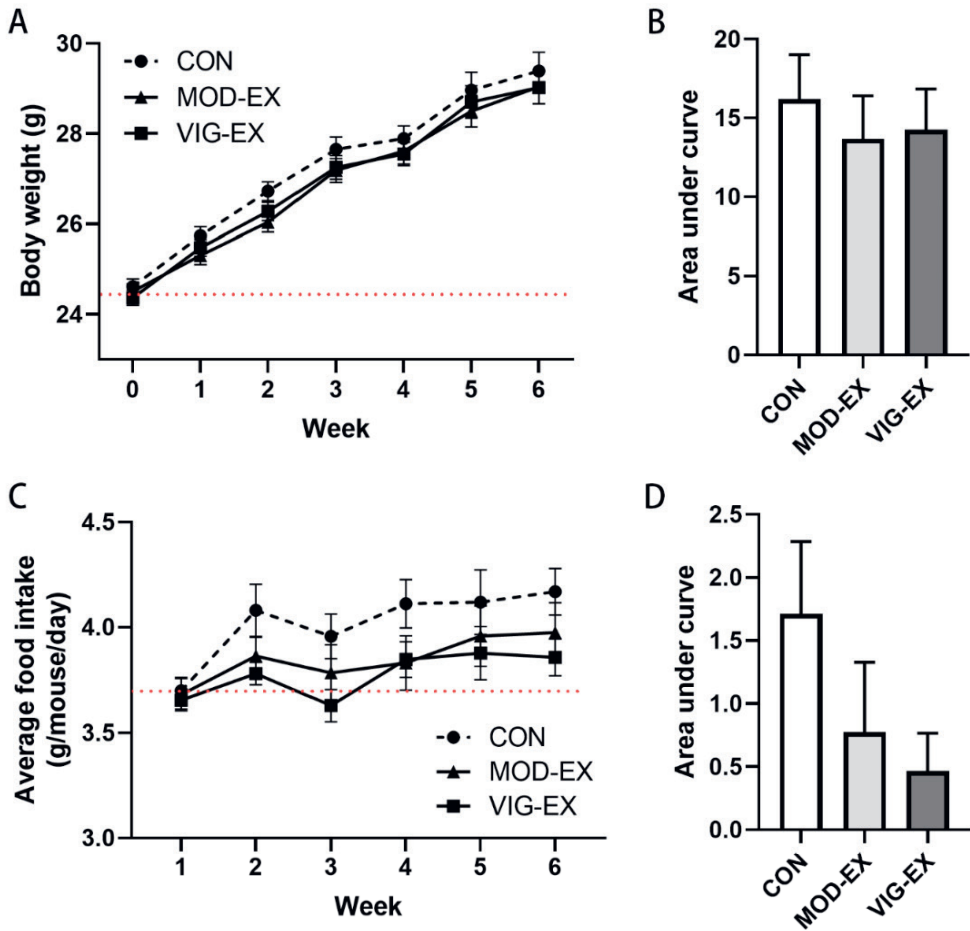 A
30
28
26
24
Body weight (g)
CON
MOD-EX
VIG-EX
0 1 2 3 4 5 6
Week
B
20
15
10
5
0
Area under curve
CON
MOD-EX
VIG-EX
C
4.5
4.0
3.5
3.0
Average food intake
(g/mouse/day)
CON
MOD-EX
VIG-EX
1 2 3 4 5 6
Week
D
2.5
2.0
1.5
1.0
0.5
0.0
Area under curve
CON
MOD-EX
VIG-EX